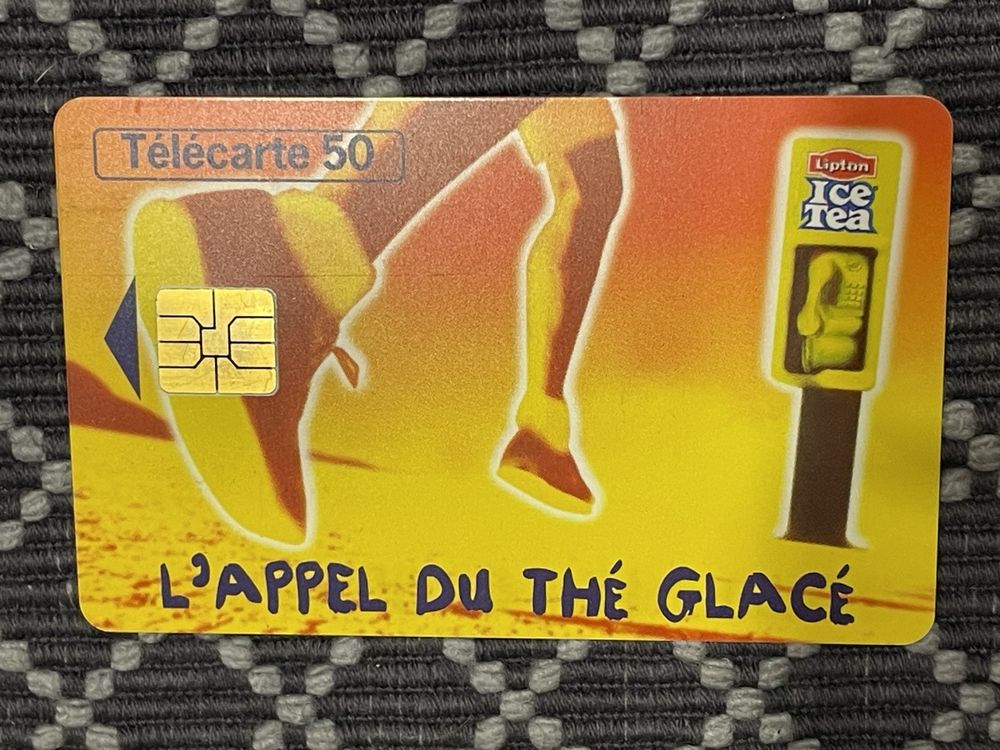 Télécarte 50
Lipton
Ice
Tea
L'APPEL DU THÉ GLACÉ